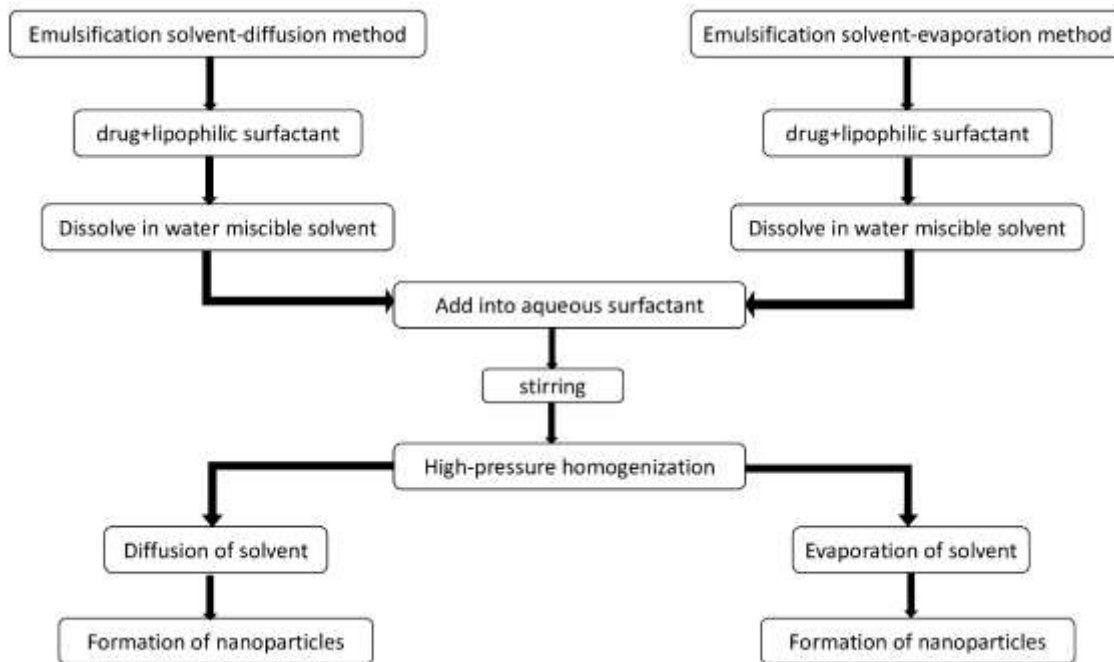 Emulsification solvent-diffusion method
Emulsification solvent-evaporation method
drug+lipophilic surfactant
drug+lipophilic surfactant
Dissolve in water miscible solvent
Dissolve in water miscible solvent
Add into aqueous surfactant
stirring
High-pressure homogenization
Diffusion of solvent
Evaporation of solvent
Formation of nanoparticles
Formation of nanoparticles